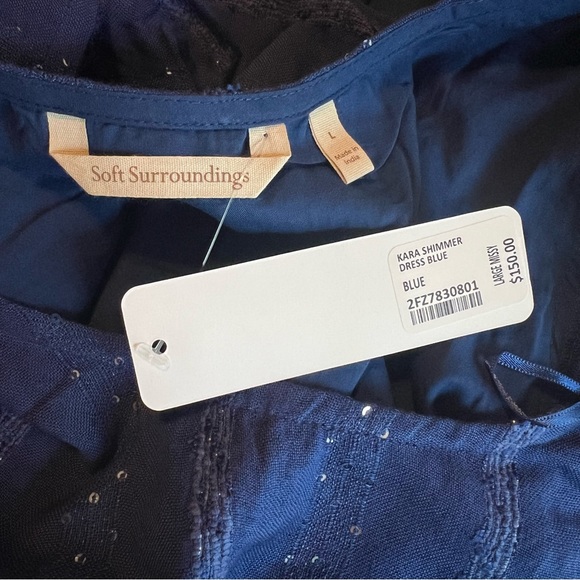 Soft Surroundings
L
Made in
India
KARA SHIMMER
DRESS BLUE
BLUE
2FZ7830801
LARGE MISSY
$150.00